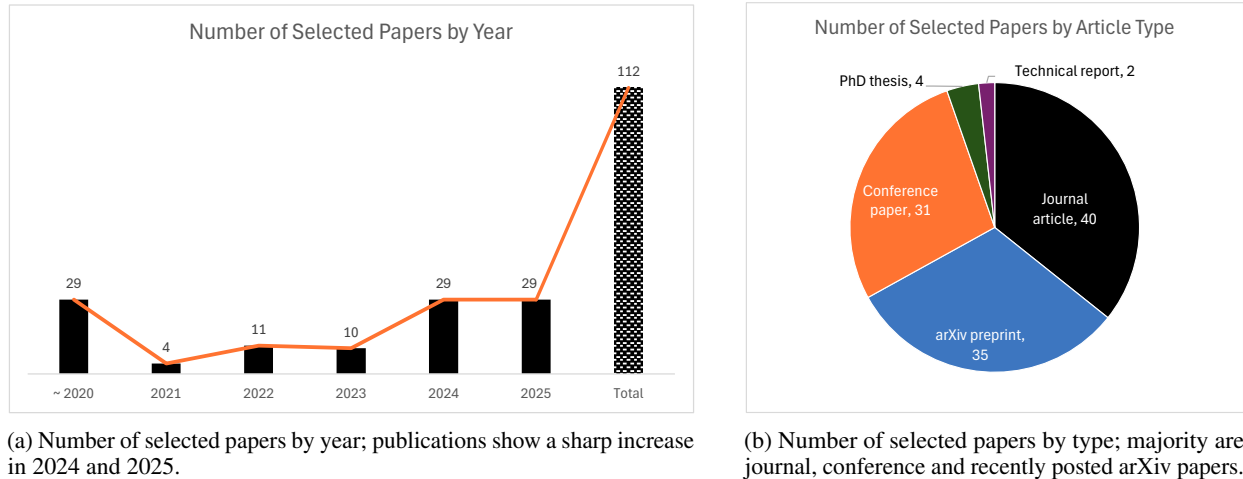 Number of Selected Papers by Year
112
29
4
11
10
29
29
~ 2020
2021
2022
2023
2024
2025
Total
(a) Number of selected papers by year; publications show a sharp increase
in 2024 and 2025.
Number of Selected Papers by Article Type
PhD thesis, 4
Technical report, 2
Conference
paper, 31
Journal
article, 40
arXiv preprint,
35
(b) Number of selected papers by type; majority are
journal, conference and recently posted arXiv papers.